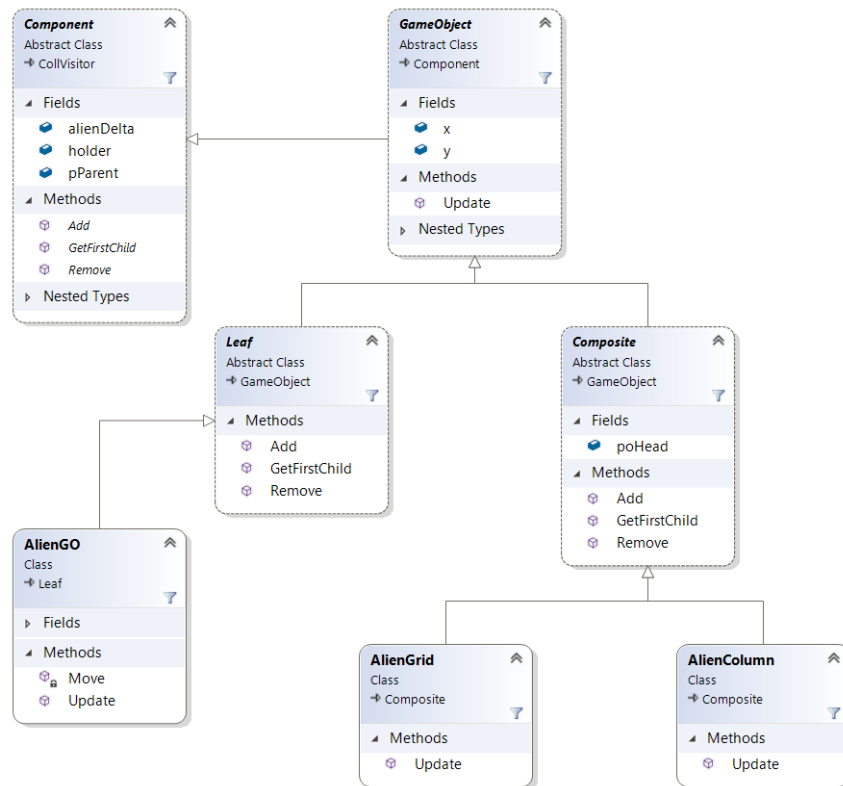 Component
Abstract Class
CollVisitor
Fields
alienDelta
holder
pParent
Methods
Add
GetFirstChild
Remove
Nested Types
GameObject
Abstract Class
Component
Fields
x
y
Methods
Update
Nested Types
Leaf
Abstract Class
GameObject
Methods
Add
GetFirstChild
Remove
Composite
Abstract Class
GameObject
Fields
poHead
Methods
Add
GetFirstChild
Remove
AlienGO
Class
Leaf
Fields
Methods
Move
Update
AlienGrid
Class
Composite
Methods
Update
AlienColumn
Class
Composite
Methods
Update